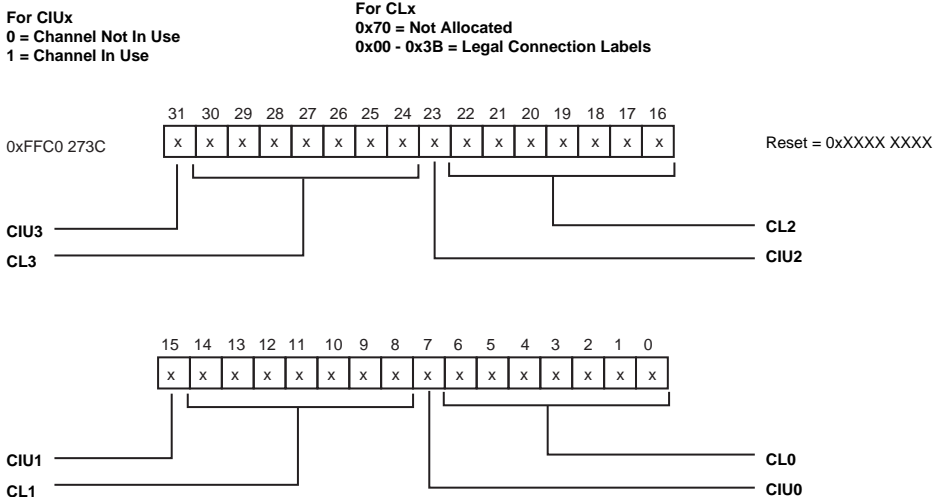 For CIUx
0 = Channel Not In Use
1 = Channel In Use
For CLx
0x70 = Not Allocated
0x00 - 0x3B = Legal Connection Labels
31 30 29 28 27 26 25 24 23 22 21 20 19 18 17 16
0xFFC0 273C
x x x x x x x x x x x x x x x x
Reset = 0xXXXX XXXX
CIU3
CL3
CL2
CIU2
15 14 13 12 11 10 9 8 7 6 5 4 3 2 1 0
x x x x x x x x x x x x x x x x
CIU1
CL1
CL0
CIU0